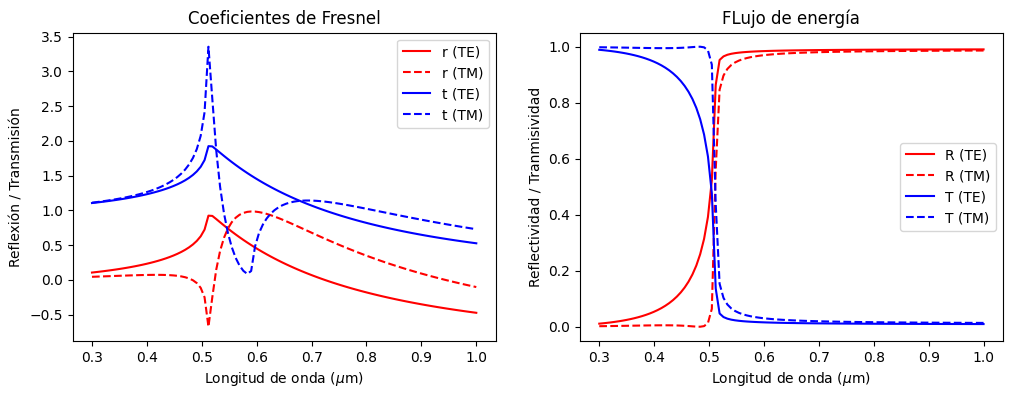 Coeficientes de Fresnel
Reflexión / Transmisión
3.5
3.0
2.5
2.0
1.5
1.0
0.5
0.0
−0.5
r (TE)
r (TM)
t (TE)
t (TM)
0.3 0.4 0.5 0.6 0.7 0.8 0.9 1.0
Longitud de onda (μm)
FLujo de energía
Reflectividad / Tranmisividad
1.0
0.8
0.6
0.4
0.2
0.0
R (TE)
R (TM)
T (TE)
T (TM)
0.3 0.4 0.5 0.6 0.7 0.8 0.9 1.0
Longitud de onda (μm)